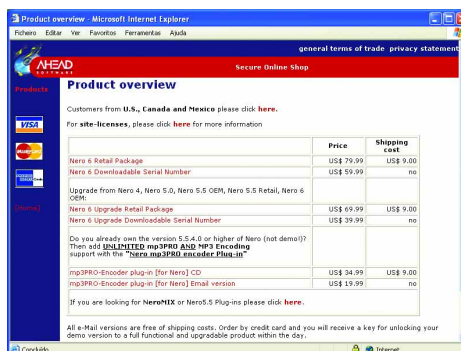 Product overview - Microsoft Internet Explorer
Ficheiro Editar Ver Favoritos Ferramentas Ajuda
general terms of trade privacy statement
AHEAD
SOFTWARE
Secure Online Shop
Products
Product overview
Customers from U.S., Canada and Mexico please click here.
For site-licenses, please click here for more information
VISA
Price Shipping
cost
Nero 6 Retail Package US$ 79.99 US$ 9.00
Nero 6 Downloadable Serial Number US$ 59.99 no
Upgrade from Nero 4, Nero 5.0, Nero 5.5 OEM, Nero 5.5 Retail, Nero 6
OEM:
Nero 6 Upgrade Retail Package US$ 69.99 US$ 9.00
Nero 6 Upgrade Downloadable Serial Number US$ 39.99 no
[Home]
Do you already own the version 5.5.4.0 or higher of Nero (not demo!)?
Then add UNLIMITED mp3PRO AND MP3 Encoding
support with the "Nero mp3PRO encoder Plug-in"
mp3PRO-Encoder plug-in [for Nero] CD US$ 34.99 US$ 9.00
mp3PRO-Encoder plug-in [for Nero] Email version US$ 19.99 no
If you are looking for NeroMIX or Nero5.5 Plug-ins please click here.
All e-Mail versions are free of shipping costs. Order by credit card and you will receive a key for unlocking your
demo version to a full functional and upgradable product within the day.
Concluído Internet